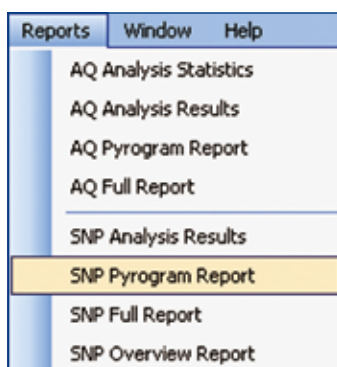 Reports Window Help
AQ Analysis Statistics
AQ Analysis Results
AQ Pyrogram Report
AQ Full Report
SNP Analysis Results
SNP Pyrogram Report
SNP Full Report
SNP Overview Report